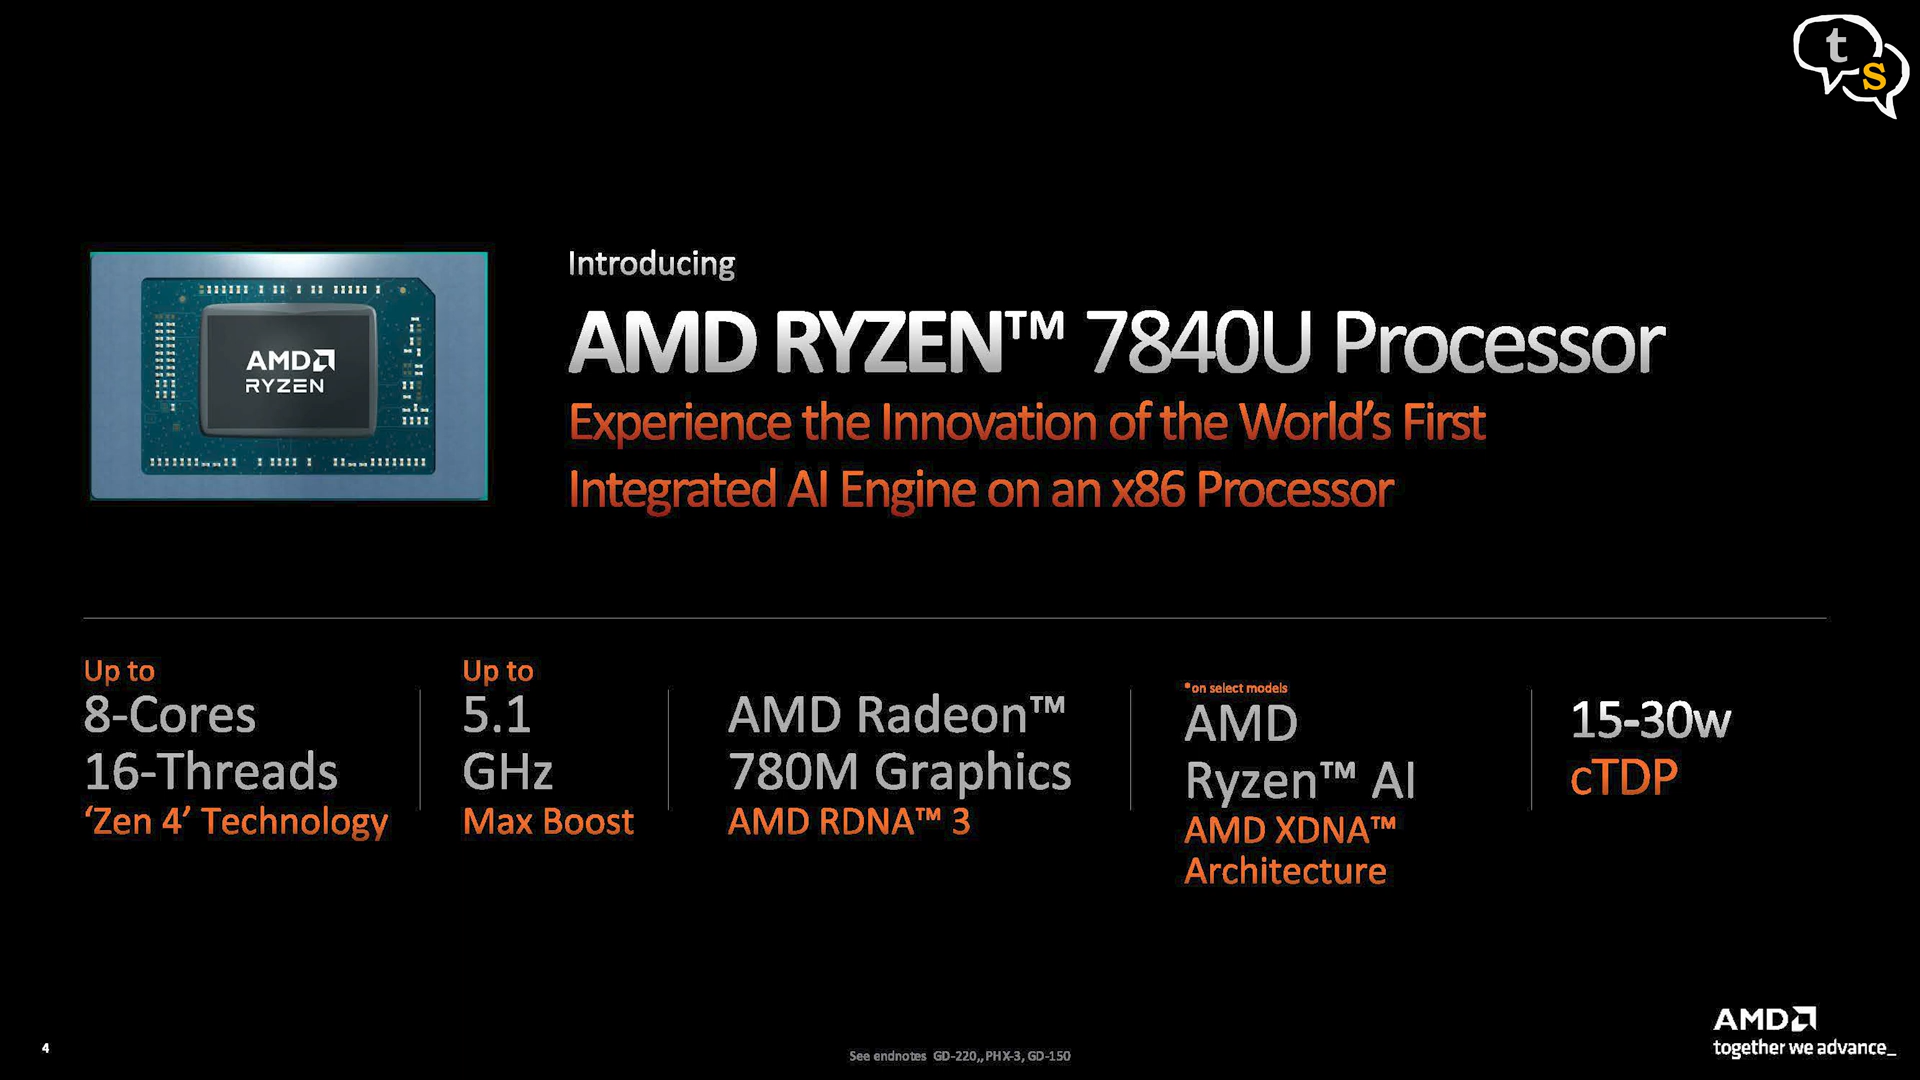 t
s
Introducing
AMD RYZEN™ 7840U Processor
Experience the Innovation of the World’s First
Integrated AI Engine on an x86 Processor
AMD
RYZEN
Up to
8-Cores
16-Threads
‘Zen 4’ Technology
Up to
5.1
GHz
Max Boost
AMD Radeon™
780M Graphics
AMD RDNA™ 3
*on select models
AMD
Ryzen™ AI
AMD XDNA™
Architecture
15-30w
cTDP
AMD
together we advance_
4
See endnotes GD-220,, PHX-3, GD-150